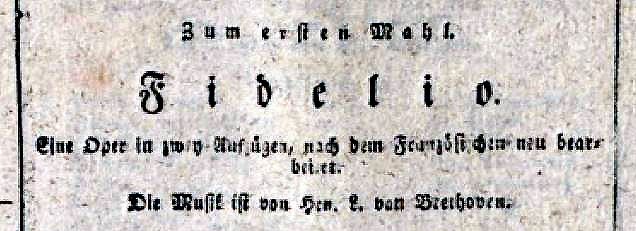 Zum ersten Mahl.
Fidelio.
Eine Oper in zwey Aufzügen, nach dem Französischen neu bear-
beitet.
Die Musik ist von Hrn. L. van Beethoven.